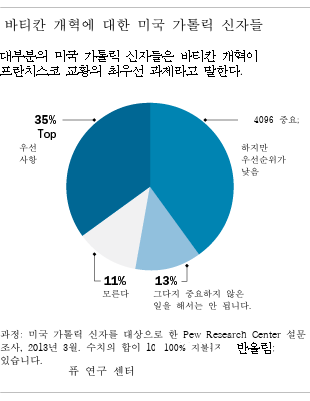 바티칸 개혁에 대한 미국 가톨릭 신자들
대부분의 미국 가톨릭 신자들은 바티칸 개혁이
프란치스코 교황의 최우선 과제라고 말한다.
35%
Top
우선
사항
4096 중요;
하지만
우선순위가
낮음
11%
모른다
13%
그다지 중요하지 않은
일을 해서는 안 됩니다.
과정: 미국 가톨릭 신자를 대상으로 한 Pew Research Center 설문
조사, 2013년 3월. 수치의 합이 10 100% 반올림:
있습니다.
퓨 연구 센터